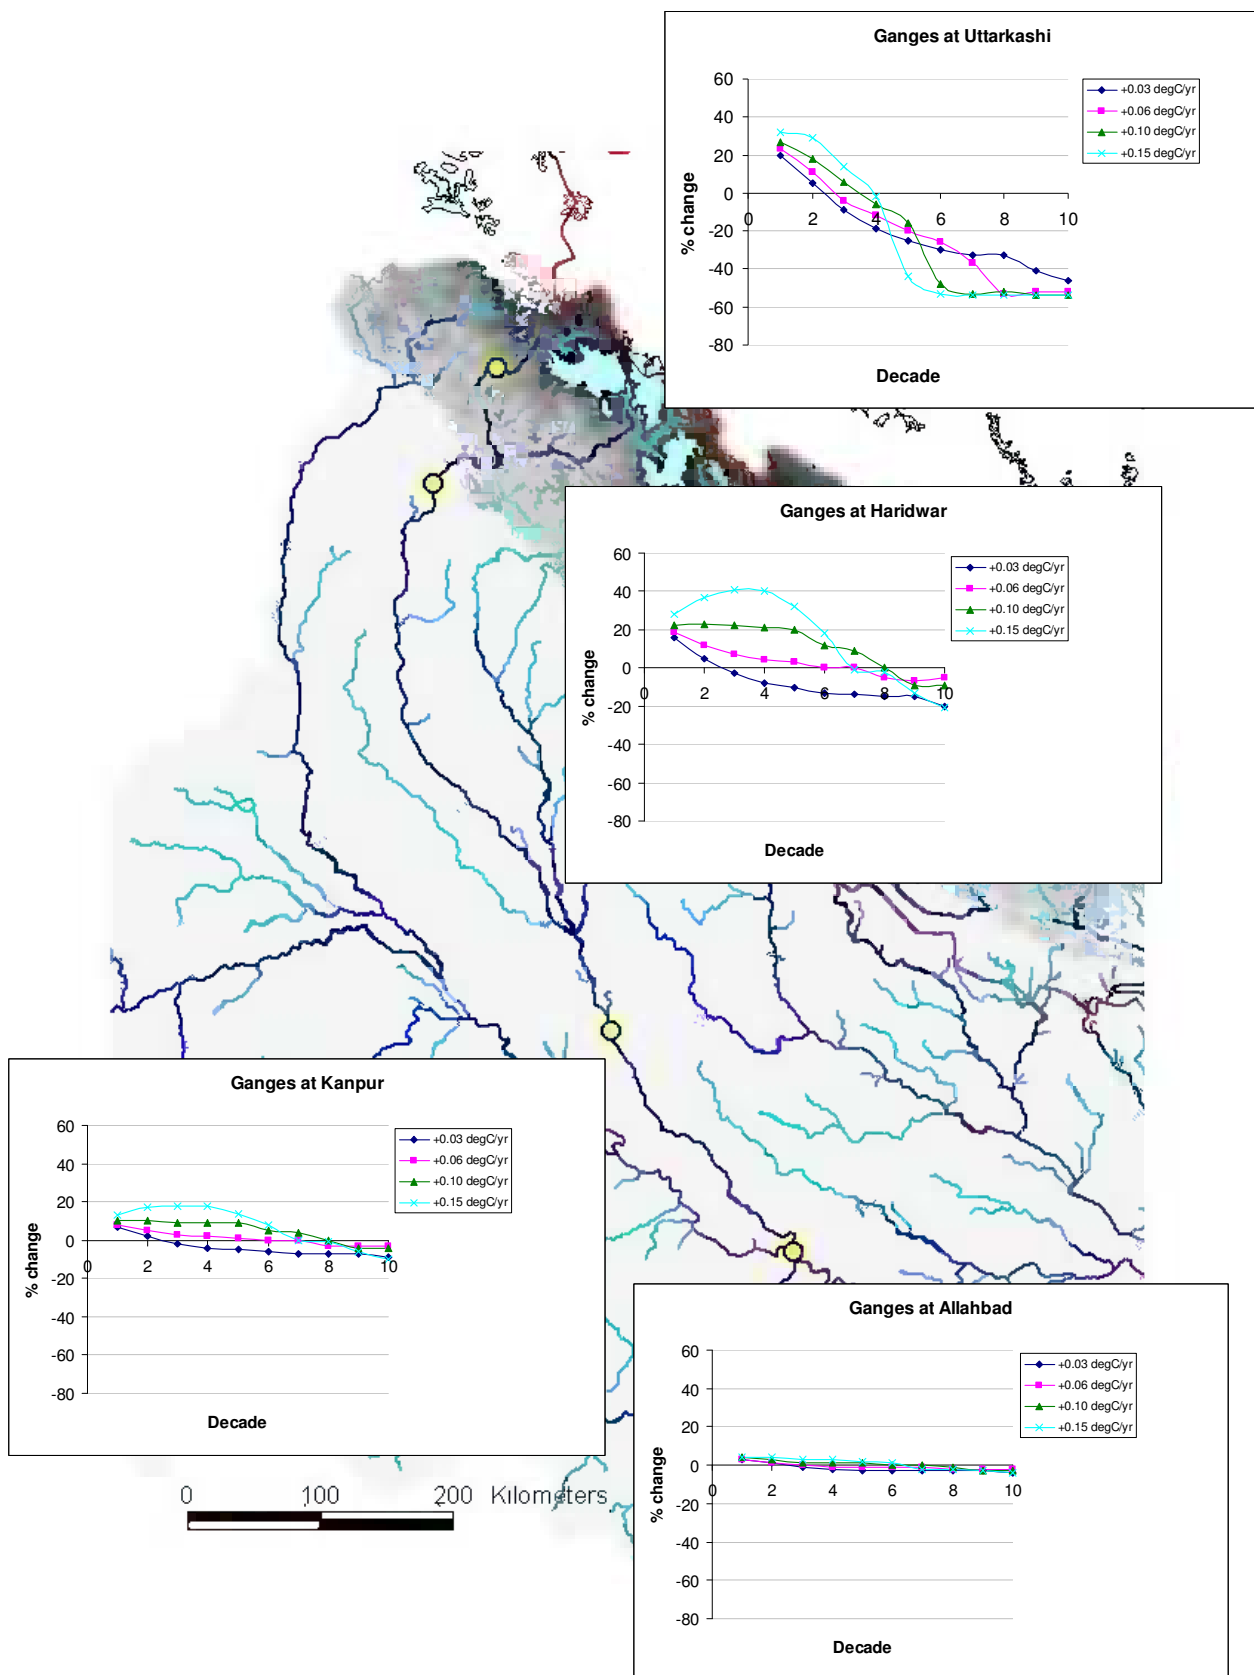 Ganges at Uttarkashi
60
40
20
0
-20
-40
-60
-80
0 2 4 6 8 10
% change
Decade
+0.03 degC/yr
+0.06 degC/yr
+0.10 degC/yr
+0.15 degC/yr
Ganges at Haridwar
60
40
20
0
-20
-40
-60
-80
0 2 4 6 8 10
% change
Decade
+0.03 degC/yr
+0.06 degC/yr
+0.10 degC/yr
+0.15 degC/yr
Ganges at Kanpur
60
40
20
0
-20
-40
-60
-80
0 2 4 6 8 10
% change
Decade
+0.03 degC/yr
+0.06 degC/yr
+0.10 degC/yr
+0.15 degC/yr
Ganges at Allahbad
60
40
20
0
-20
-40
-60
-80
0 2 4 6 8 10
% change
Decade
+0.03 degC/yr
+0.06 degC/yr
+0.10 degC/yr
+0.15 degC/yr
0 100 200 Kilometers